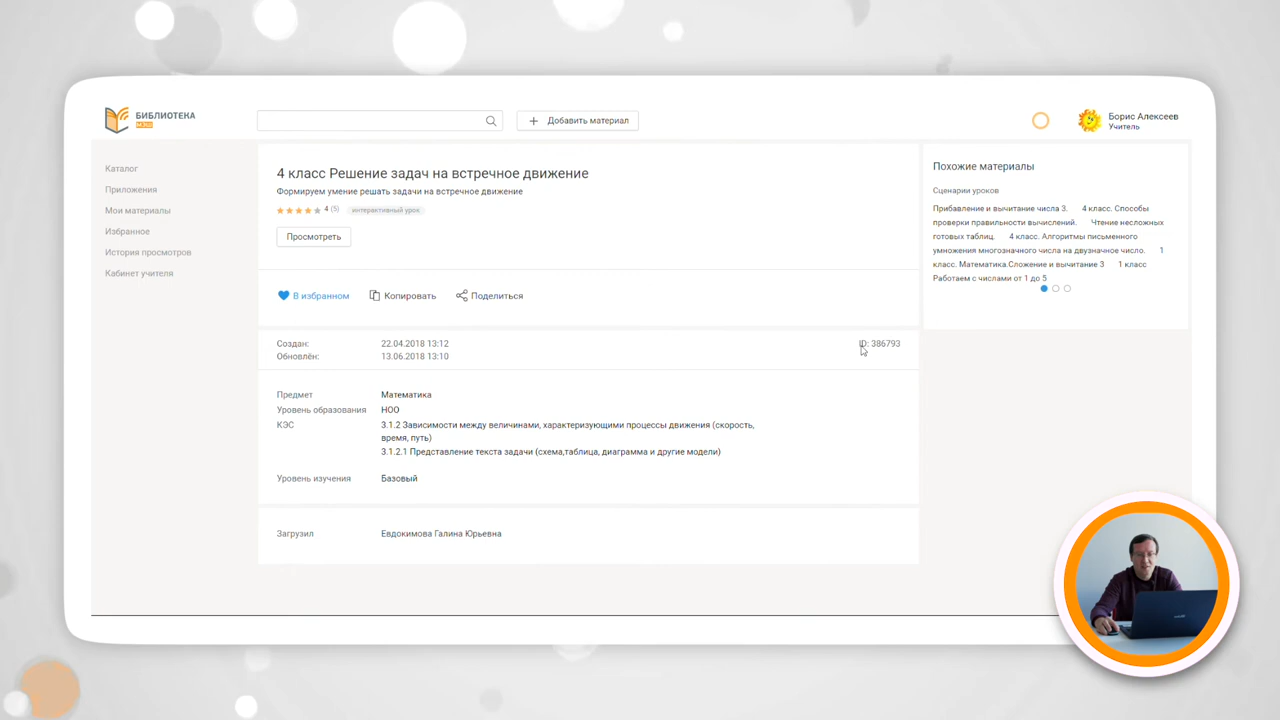 БИБЛИОТЕКА
МЭШ
Добавить материал
Борис Алексеев
Учитель
Каталог
Приложения
Мои материалы
Избранное
История просмотров
Кабинет учителя
4 класс Решение задач на встречное движение
Формируем умение решать задачи на встречное движение
4 (5) интерактивный урок
Просмотреть
В избранном Копировать Поделиться
Создан: 22.04.2018 13:12 ID: 386793
Обновлён: 13.06.2018 13:10
Предмет Математика
Уровень образования НОО
КЭС 3.1.2 Зависимости между величинами, характеризующими процессы движения (скорость,
время, путь)
3.1.2.1 Представление текста задачи (схема,таблица, диаграмма и другие модели)
Уровень изучения Базовый
Загрузил Евдокимова Галина Юрьевна
Похожие материалы
Сценарии уроков
Прибавление и вычитание числа 3. 4 класс. Способы
проверки правильности вычислений. Чтение несложных
готовых таблиц. 4 класс. Алгоритмы письменного
умножения многозначного числа на двузначное число. 1
класс. Математика.Сложение и вычитание 3 1 класс
Работаем с числами от 1 до 5